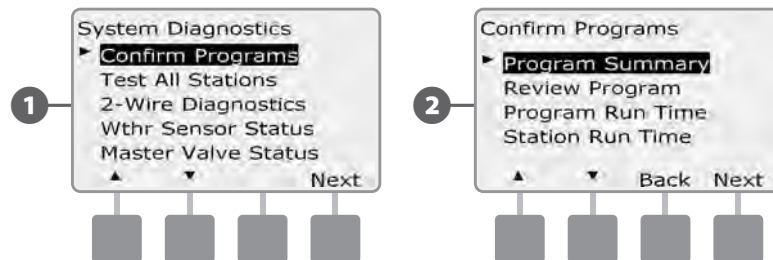 System Diagnostics
Confirm Programs
Test All Stations
2-Wire Diagnostics
Wthr Sensor Status
Master Valve Status
Next
1
Confirm Programs
Program Summary
Review Program
Program Run Time
Station Run Time
Back Next
2